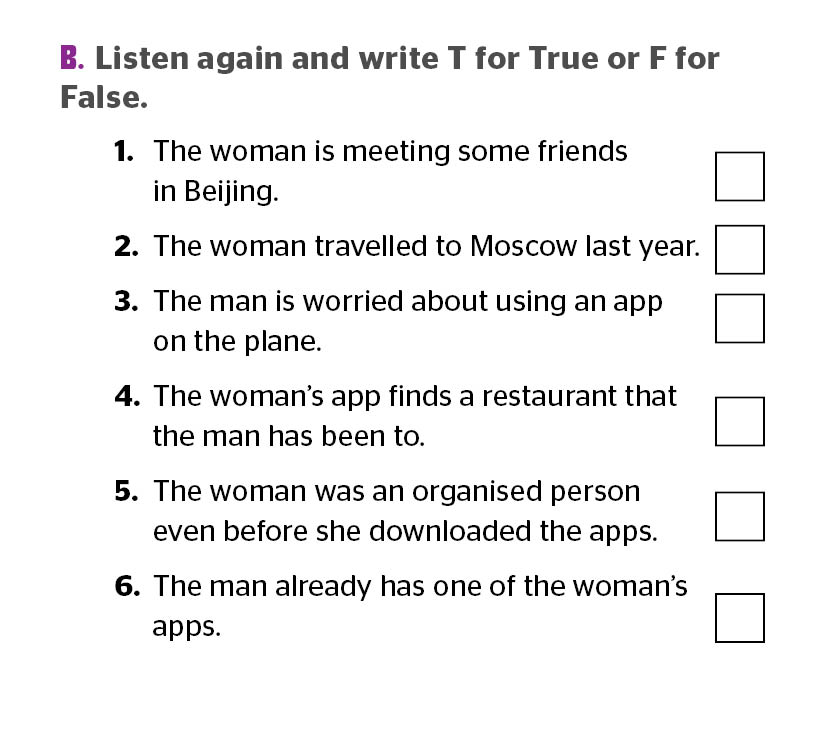 B. Listen again and write T for True or F for
False.
1. The woman is meeting some friends
in Beijing.
2. The woman travelled to Moscow last year.
3. The man is worried about using an app
on the plane.
4. The woman’s app finds a restaurant that
the man has been to.
5. The woman was an organised person
even before she downloaded the apps.
6. The man already has one of the woman’s
apps.